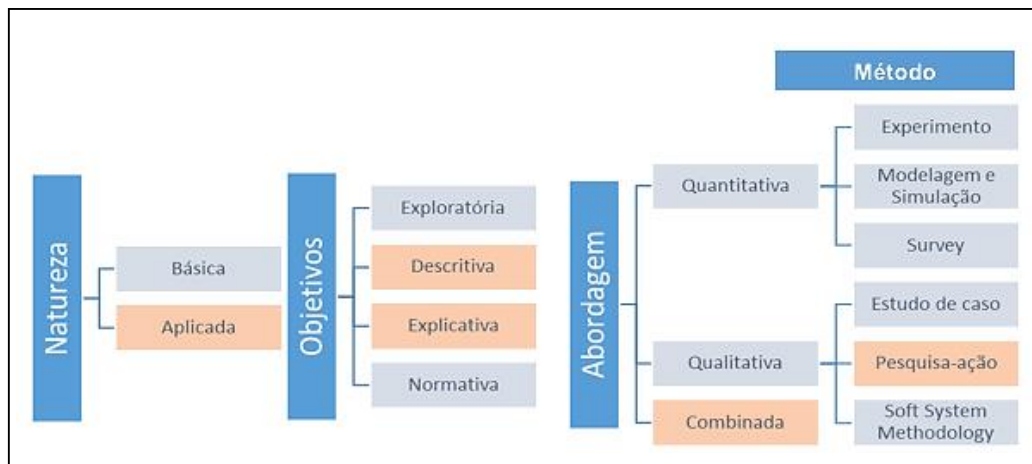 Natureza
Básica
Aplicada
Objetivos
Exploratória
Descritiva
Explicativa
Normativa
Abordagem
Quantitativa
Qualitativa
Combinada
Método
Experimento
Modelagem e
Simulação
Survey
Estudo de caso
Pesquisa-ação
Soft System
Methodology